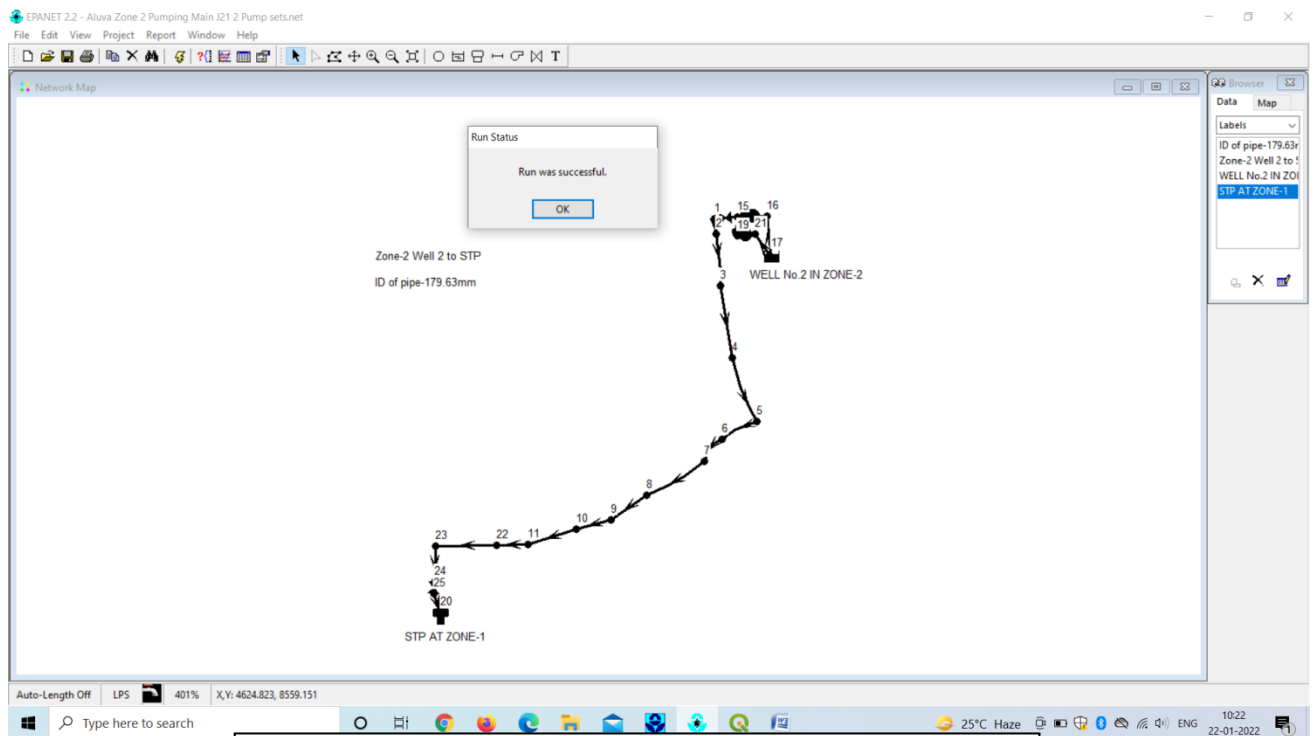 EPANET 2.2 - Aluva Zone 2 Pumping Main J21 2 Pump sets.net
File Edit View Project Report Window Help
T
Network Map
Browser
Data Map
Labels
ID of pipe-179.63r
Zone-2 Well 2 to
WELL No.2 IN ZO
STP AT ZONE-1
Run Status
Run was successful.
OK
1 15 16
2 19 21
17
Zone-2 Well 2 to STP
3 WELL No.2 IN ZONE-2
ID of pipe-179.63mm
4
5
6
7
8
9
10
23 22 11
24
25
20
STP AT ZONE-1
Auto-Length Off LPS 401% X,Y: 4624.823, 8559.151
Type here to search
25°C Haze ENG 10:22
22-01-2022
1